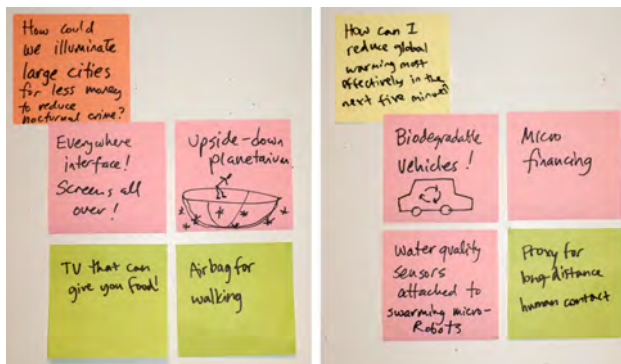 How could
we illuminate
large cities
for less money
to reduce
nocturnal crime?
Everywhere
interface!
Screens all
over!
Upside-down
planetarium
TV that can
give you food!
Airbag for
walking
How can I
reduce global
warming most
effectively in the
next five minutes?
Biodegradable
vehicles!
Micro
financing
Water quality
sensors
attached to
swarming micro-
Robots
Proxy for
long-distance
human contact